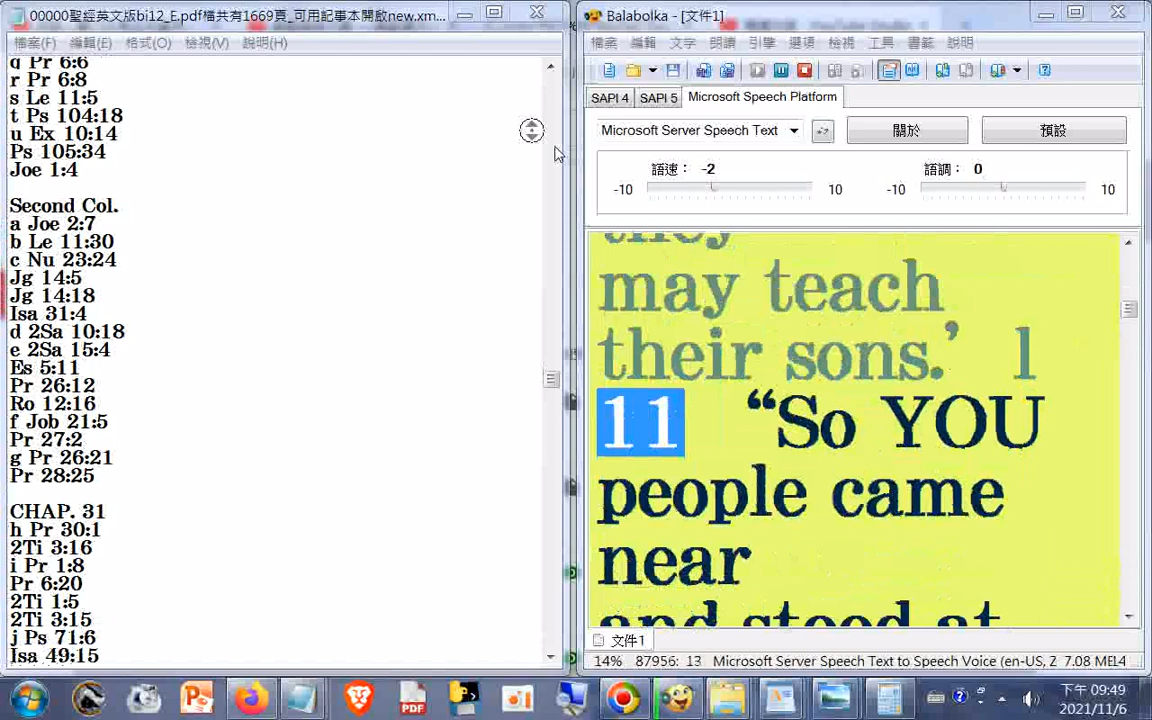 00000聖經英文版bi12_E.pdf檔共有1669頁_可用記事本開啟new.xm...
檔案(F) 編輯(E) 格式(O) 檢視(V) 說明(H)
q Pr 6:6
r Pr 6:8
s Le 11:5
t Ps 104:18
u Ex 10:14
Ps 105:34
Joe 1:4
Second Col.
a Joe 2:7
b Le 11:30
c Nu 23:24
Jg 14:5
Jg 14:18
Isa 31:4
d 2Sa 10:18
e 2Sa 15:4
Es 5:11
Pr 26:12
Ro 12:16
f Job 21:5
Pr 27:2
g Pr 26:21
Pr 28:25
CHAP. 31
h Pr 30:1
2Ti 3:16
i Pr 1:8
Pr 6:20
2Ti 1:5
2Ti 3:15
j Ps 71:6
Isa 49:15
Balabolka - [文件1]
檔案 編輯 文字 朗讀 引擎 選項 檢視 工具 書籤 說明
SAPI 4 SAPI 5 Microsoft Speech Platform
Microsoft Server Speech Text 關於 預設
語速： -2 語調： 0
-10 10 -10 10
they
may teach
their sons.’ l
11 “So YOU
people came
near
and stood at
文件1
14% 87956: 13 Microsoft Server Speech Text to Speech Voice (en-US, 2 7.08 ME14
下午 09:49
2021/11/6